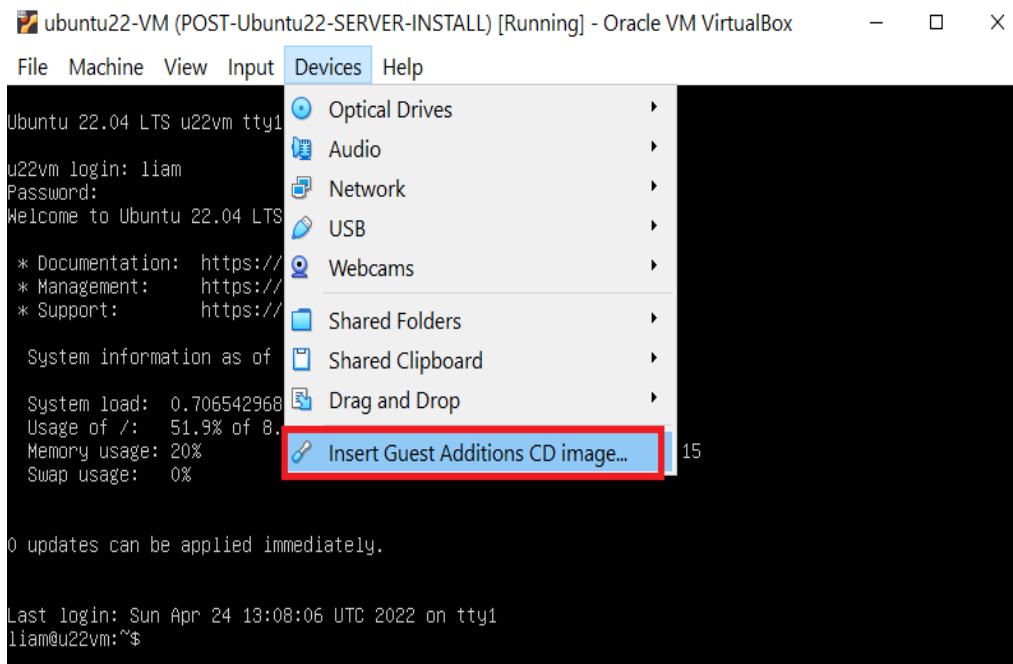 ubuntu22-VM (POST-Ubuntu22-SERVER-INSTALL) [Running] - Oracle VM VirtualBox
File Machine View Input Devices Help
Ubuntu 22.04 LTS u22vm tty1
u22vm login: liam
Password:
Welcome to Ubuntu 22.04 LTS
* Documentation: https://
* Management: https://
* Support: https://
System information as of
System load: 0.706542968
Usage of /: 51.9% of 8.
Memory usage: 20% 15
Swap usage: 0%
0 updates can be applied immediately.
Last login: Sun Apr 24 13:08:06 UTC 2022 on tty1
liam@u22vm:~$
Optical Drives
Audio
Network
USB
Webcams
Shared Folders
Shared Clipboard
Drag and Drop
Insert Guest Additions CD image...